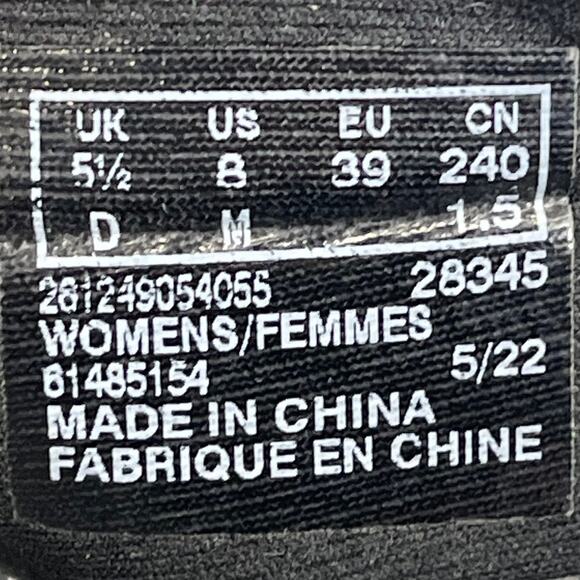 UK US EU CN
5½ 8 39 240
D M 1.5
261249054055 28345
WOMENS/FEMMES
61485154 5/22
MADE IN CHINA
FABRIQUE EN CHINE